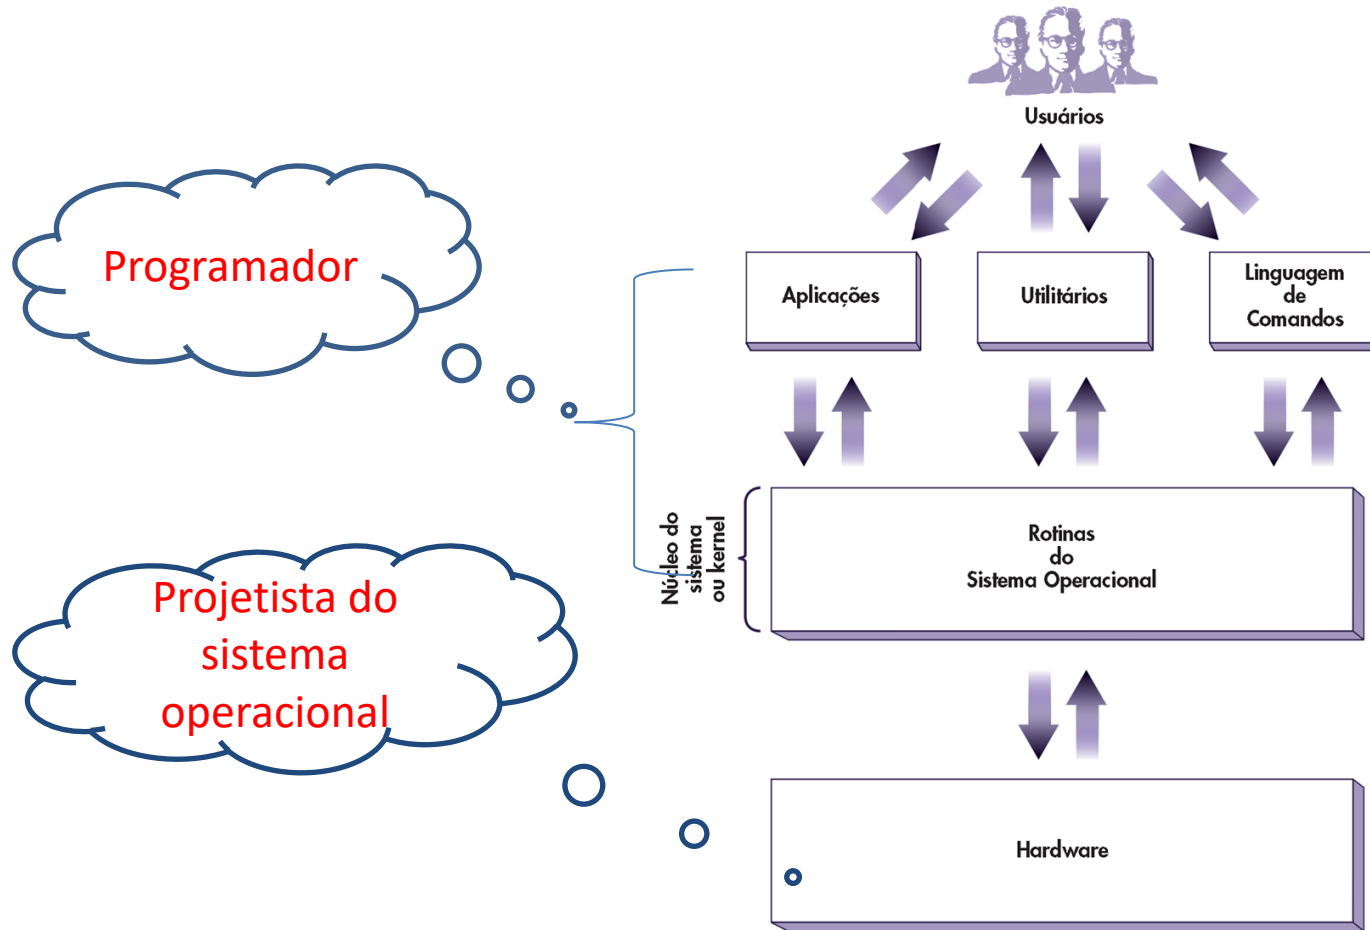 Usuários
Programador
Aplicações
Utilitários
Linguagem
de
Comandos
Núcleo do
sistema
ou kernel
Rotinas
do
Sistema Operacional
Projetista do
sistema
operacional
Hardware